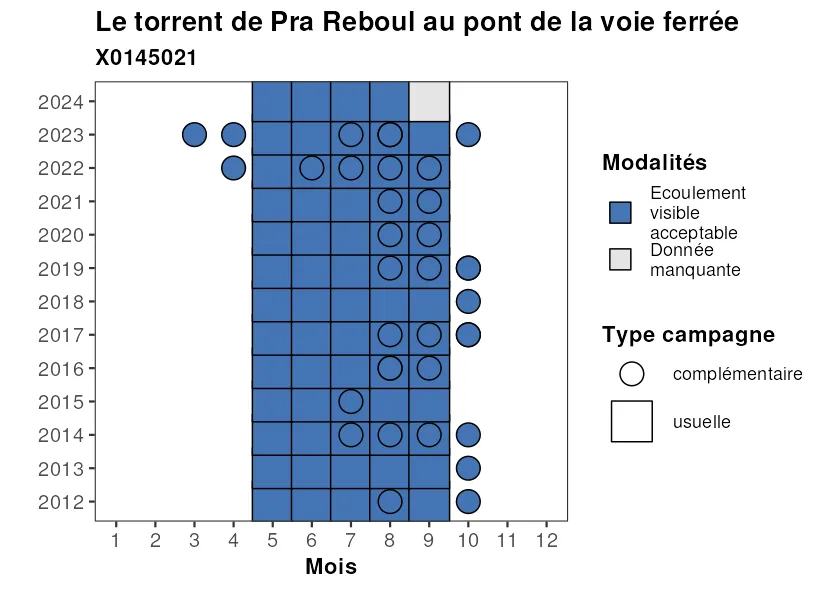 Le torrent de Pra Reboul au pont de la voie ferrée
X0145021
2024
2023
2022
2021
2020
2019
2018
2017
2016
2015
2014
2013
2012
1 2 3 4 5 6 7 8 9 10 11 12
Mois
Modalités
Ecoulement
visible
acceptable
Donnée
manquante
Type campagne
complémentaire
usuelle